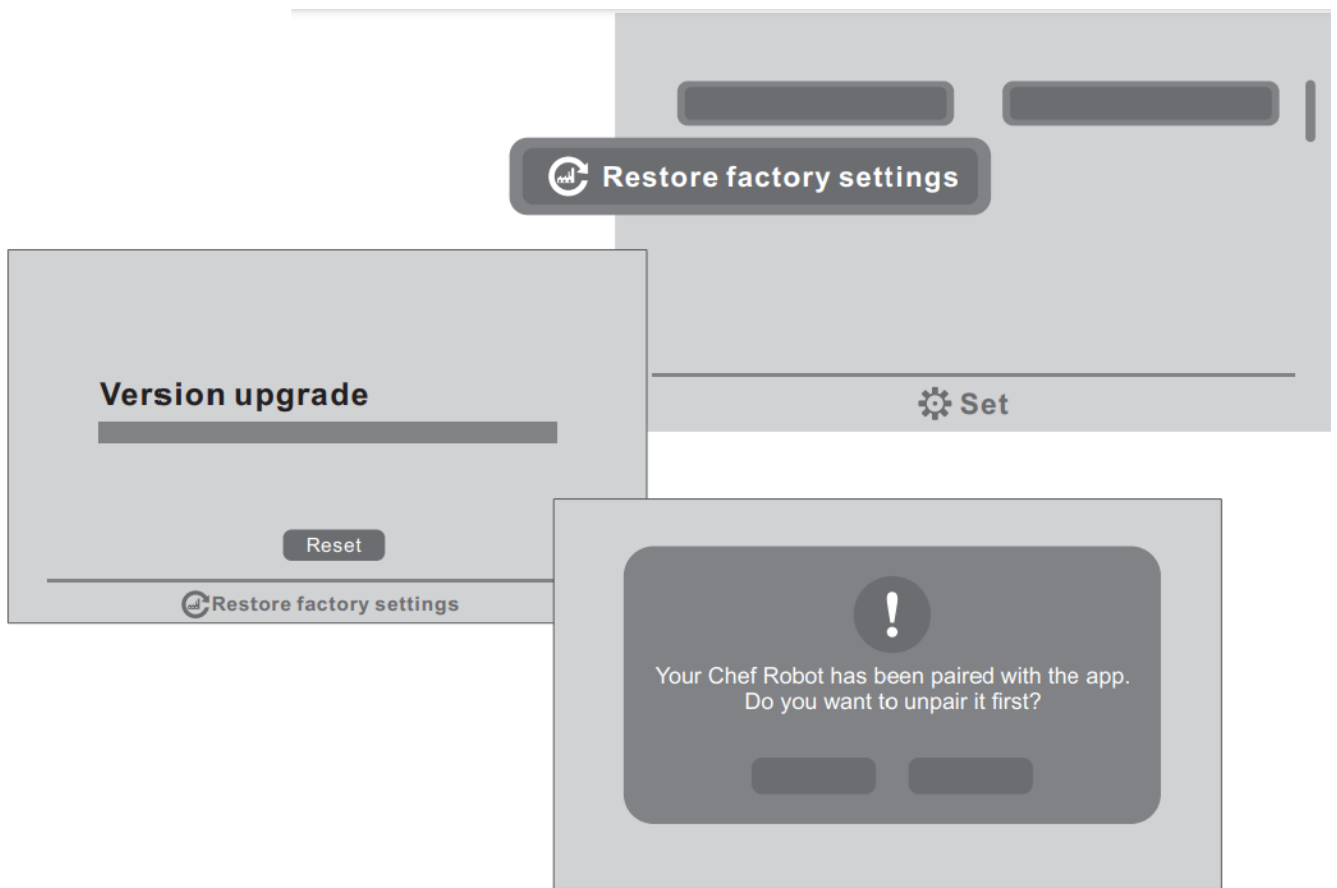 Restore factory settings
Set
Version upgrade
Reset
Restore factory settings
!
Your Chef Robot has been paired with the app.
Do you want to unpair it first?